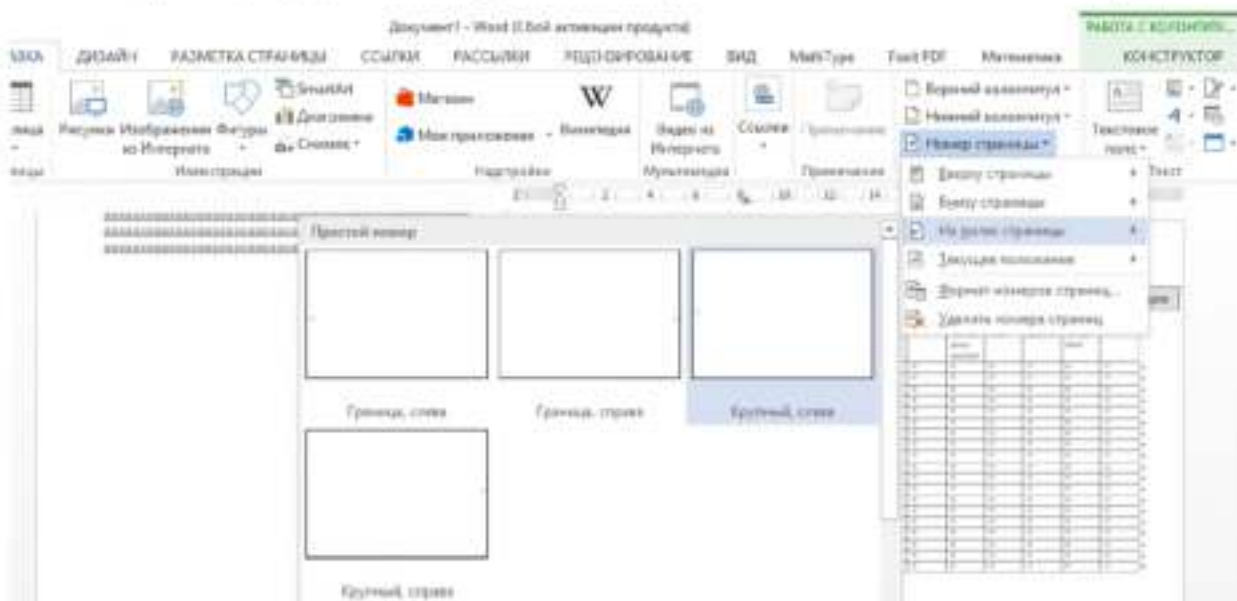 Документ1 - Word (Сбой активации продукта)
РАБОТА С КОЛОНТИТУ...
ДИЗАЙН РАЗМЕТКА СТРАНИЦЫ ССЫЛКИ РАССЫЛКИ РЕЦЕНЗИРОВАНИЕ ВИД MathType Foxit PDF Математика КОНСТРУКТОР
SmartArt
Диаграмма
Снимок
Рисунки Изображения из Интернета Фигуры
Иллюстрации
Магазин
Мои приложения
Википедия
Надстройки
Видео из Интернета
Мультимедиа
Ссылки
Примечание
Примечания
Верхний колонтитул
Нижний колонтитул
Номер страницы
Текстовое поле
Текст
Вверху страницы
Внизу страницы
На полях страницы
Текущее положение
Формат номеров страниц...
Удалить номера страниц
Простой номер
Граница, слева
Граница, справа
Крупный, слева
Крупный, справа